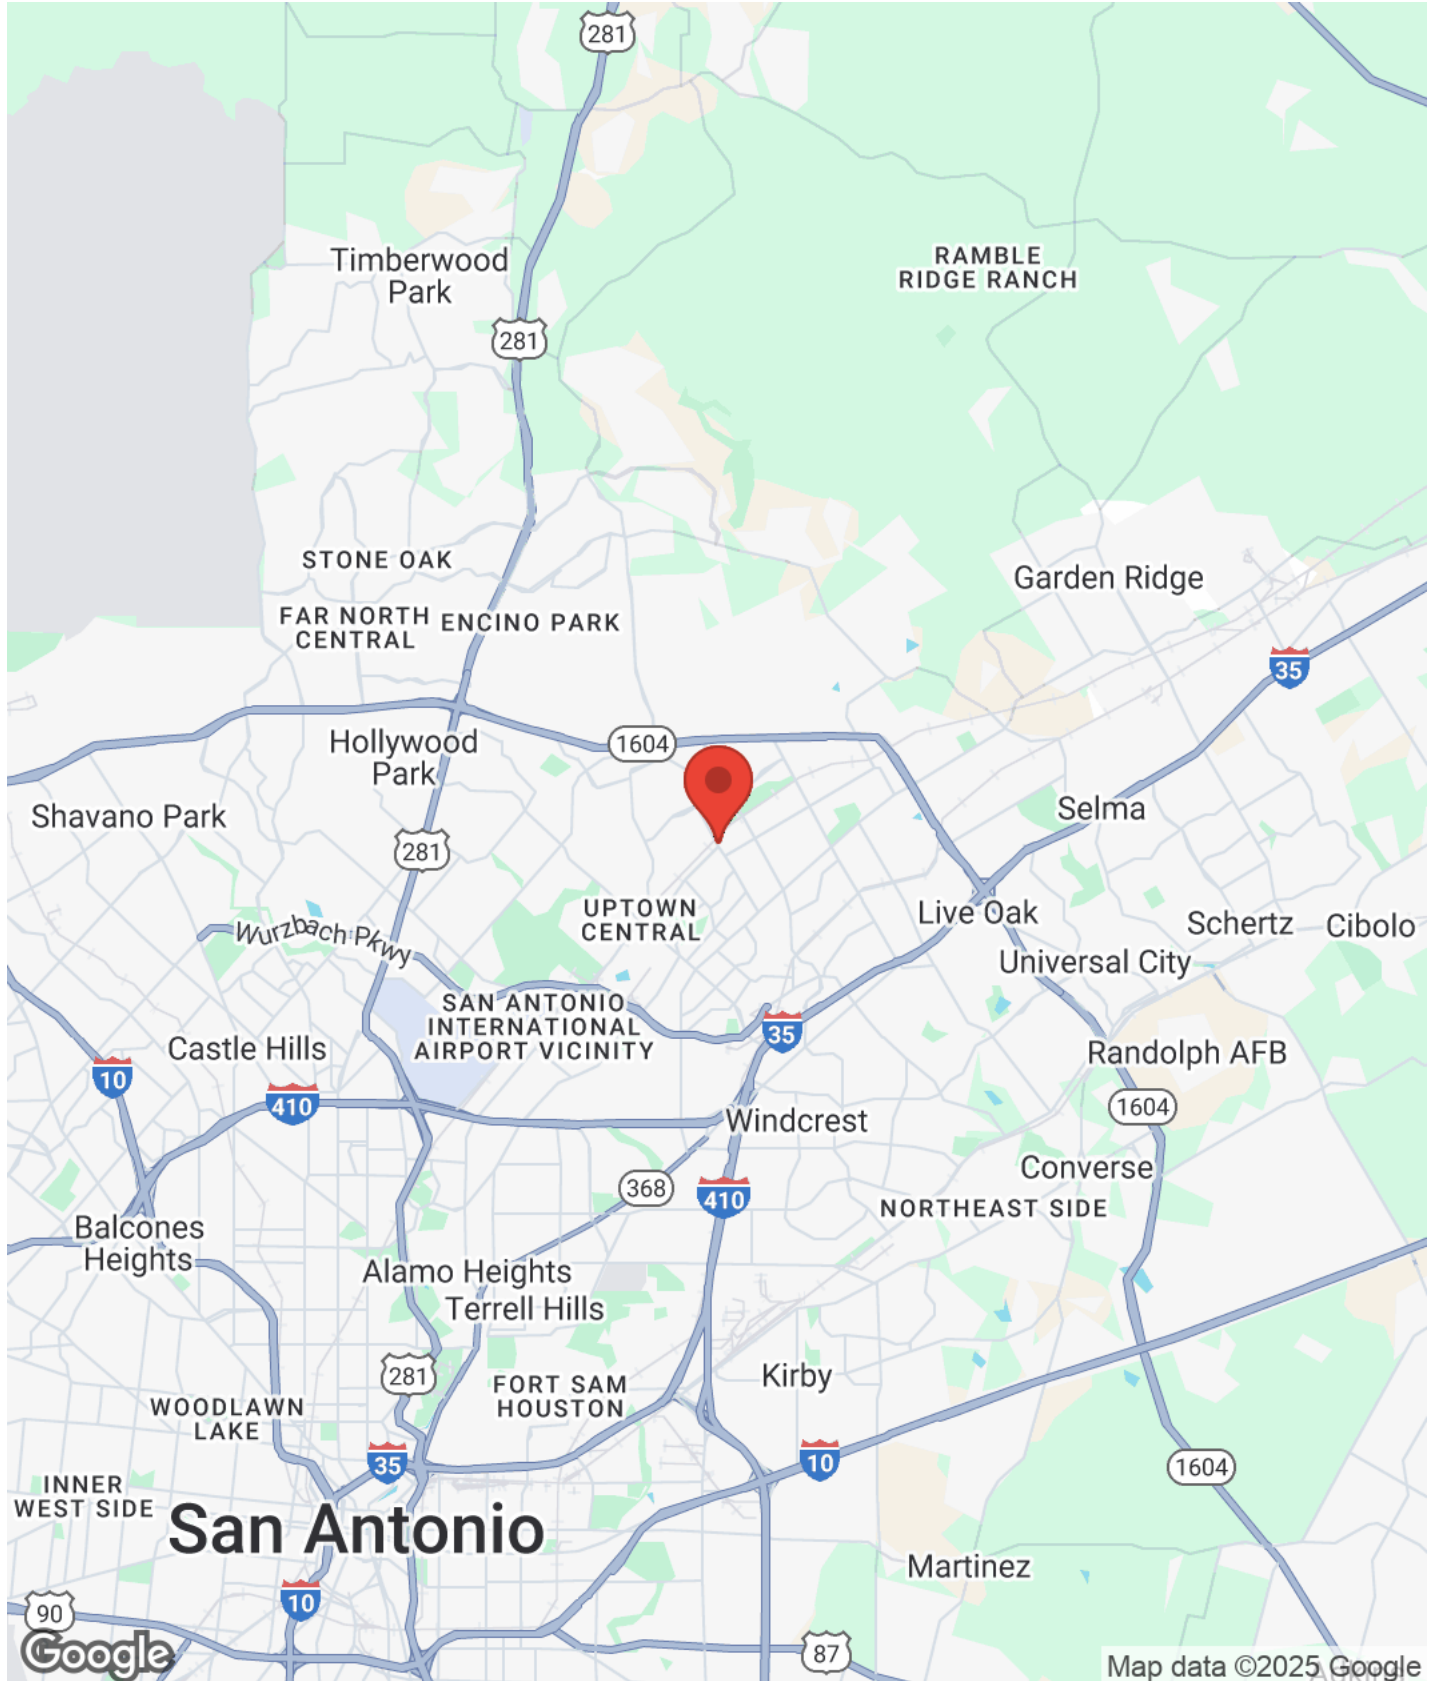 281
Timberwood
Park
RAMBLE
RIDGE RANCH
281
STONE OAK
Garden Ridge
FAR NORTH
CENTRAL
ENCINO PARK
35
1604
Hollywood
Park
Shavano Park
Selma
281
UPTOWN
CENTRAL
Live Oak
Schertz
Cibolo
Wurzbach Pkwy
Universal City
SAN ANTONIO
INTERNATIONAL
AIRPORT VICINITY
35
Castle Hills
Randolph AFB
10
410
1604
Windcrest
Converse
368
410
NORTHEAST SIDE
Balcones
Heights
Alamo Heights
Terrell Hills
281
Kirby
FORT SAM
HOUSTON
WOODLAWN
LAKE
35
10
1604
INNER
WEST SIDE
San Antonio
Martinez
10
90
87
Google
Map data ©2025 Google